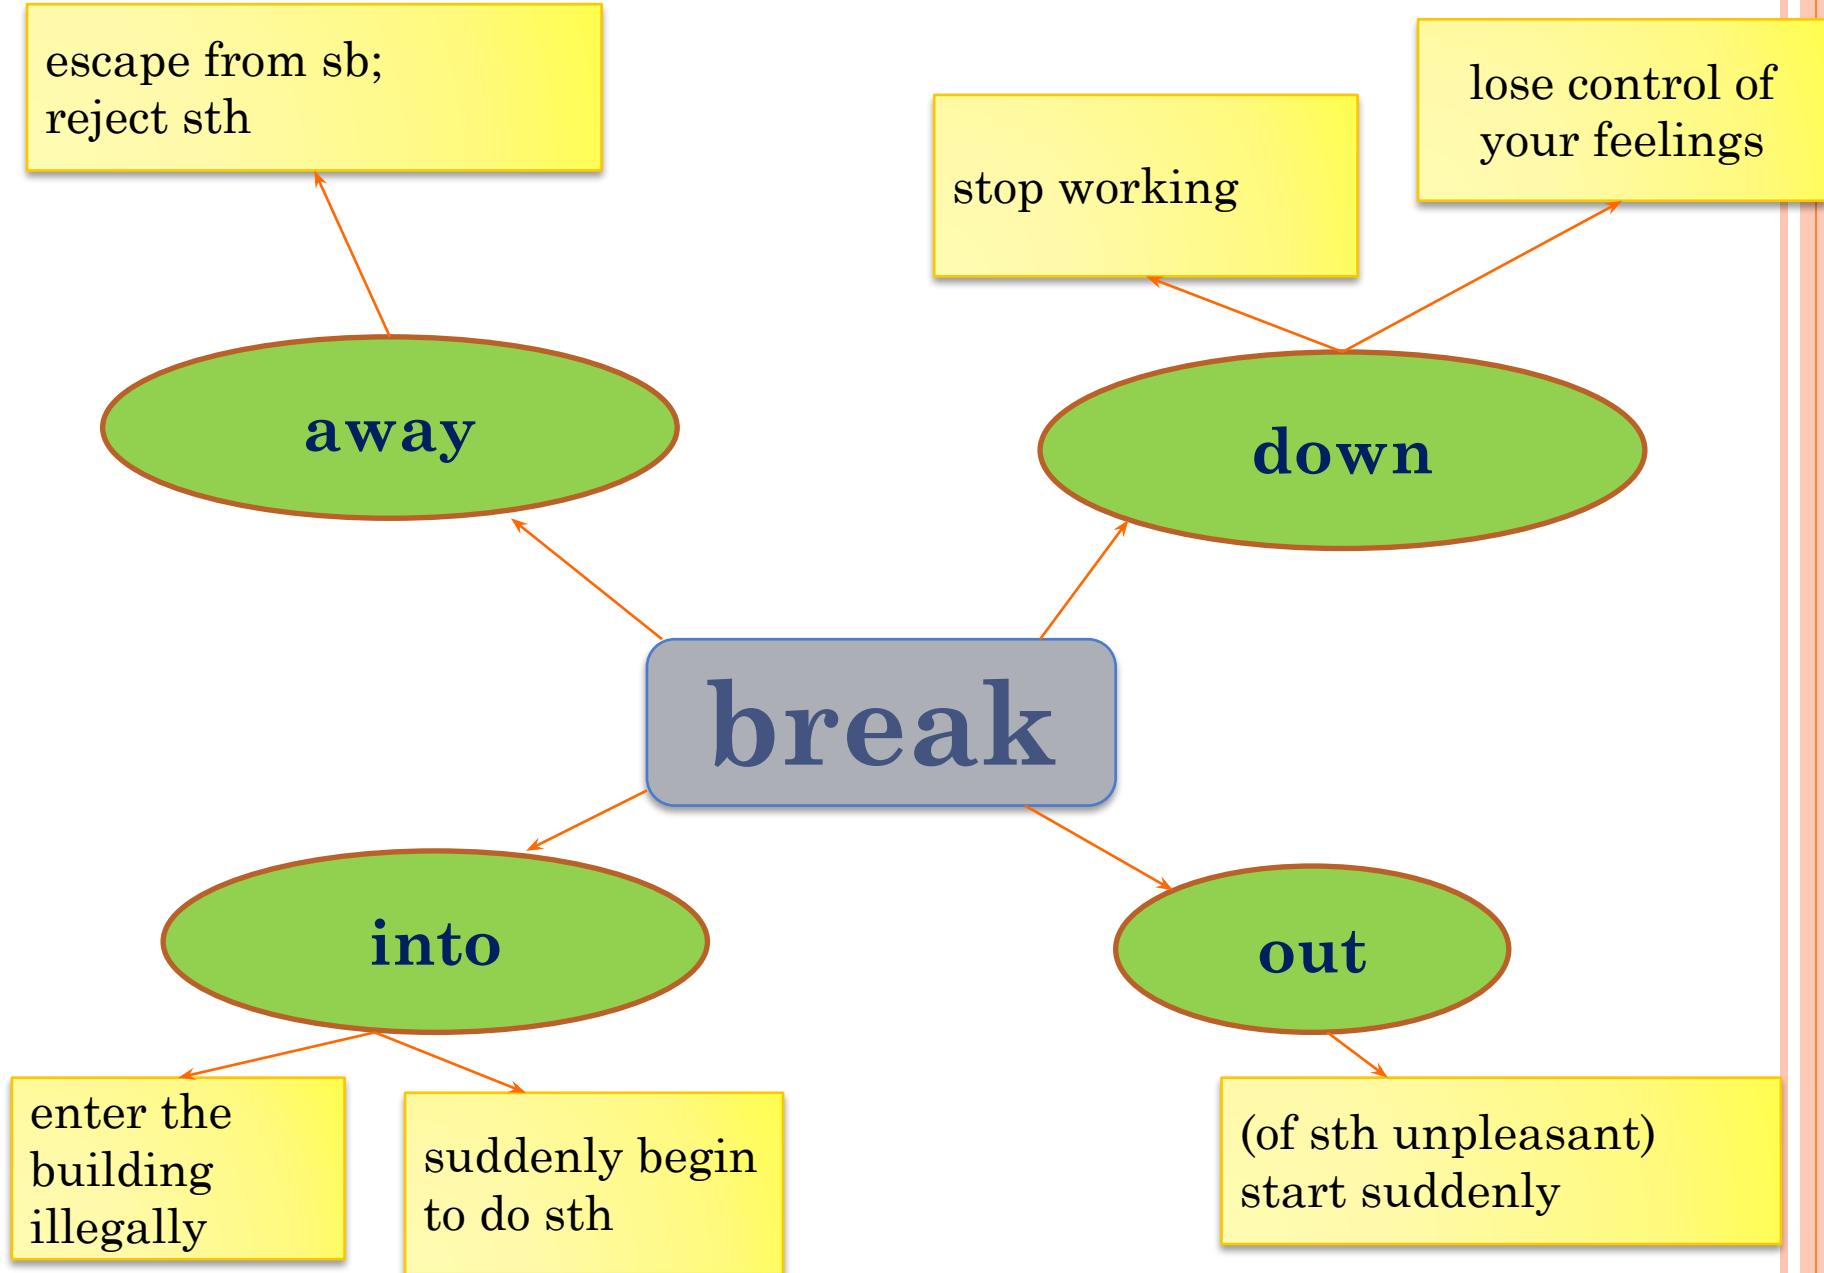 escape from sb;
reject sth
stop working
lose control of
your feelings
away
down
break
into
out
enter the
building
illegally
suddenly begin
to do sth
(of sth unpleasant)
start suddenly